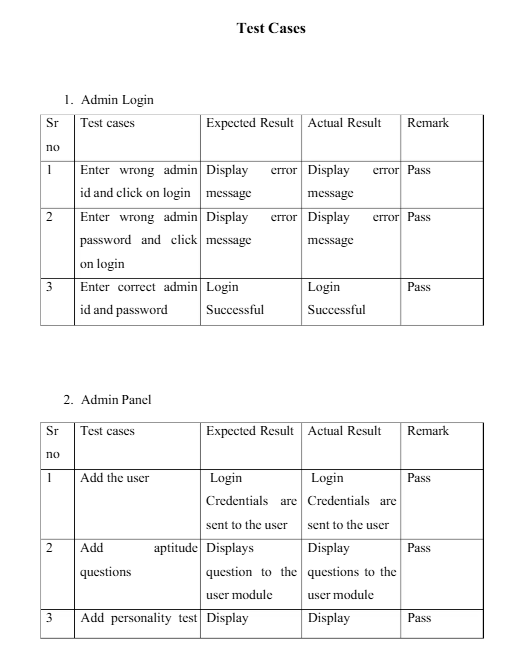 Test Cases
1. Admin Login
Sr no | Test cases | Expected Result | Actual Result | Remark
1 | Enter wrong admin id and click on login | Display error message | Display error message | Pass
2 | Enter wrong admin password and click on login | Display error message | Display error message | Pass
3 | Enter correct admin id and password | Login Successful | Login Successful | Pass
2. Admin Panel
Sr no | Test cases | Expected Result | Actual Result | Remark
1 | Add the user | Login Credentials are sent to the user | Login Credentials are sent to the user | Pass
2 | Add aptitude questions | Displays question to the user module | Display questions to the user module | Pass
3 | Add personality test | Display | Display | Pass